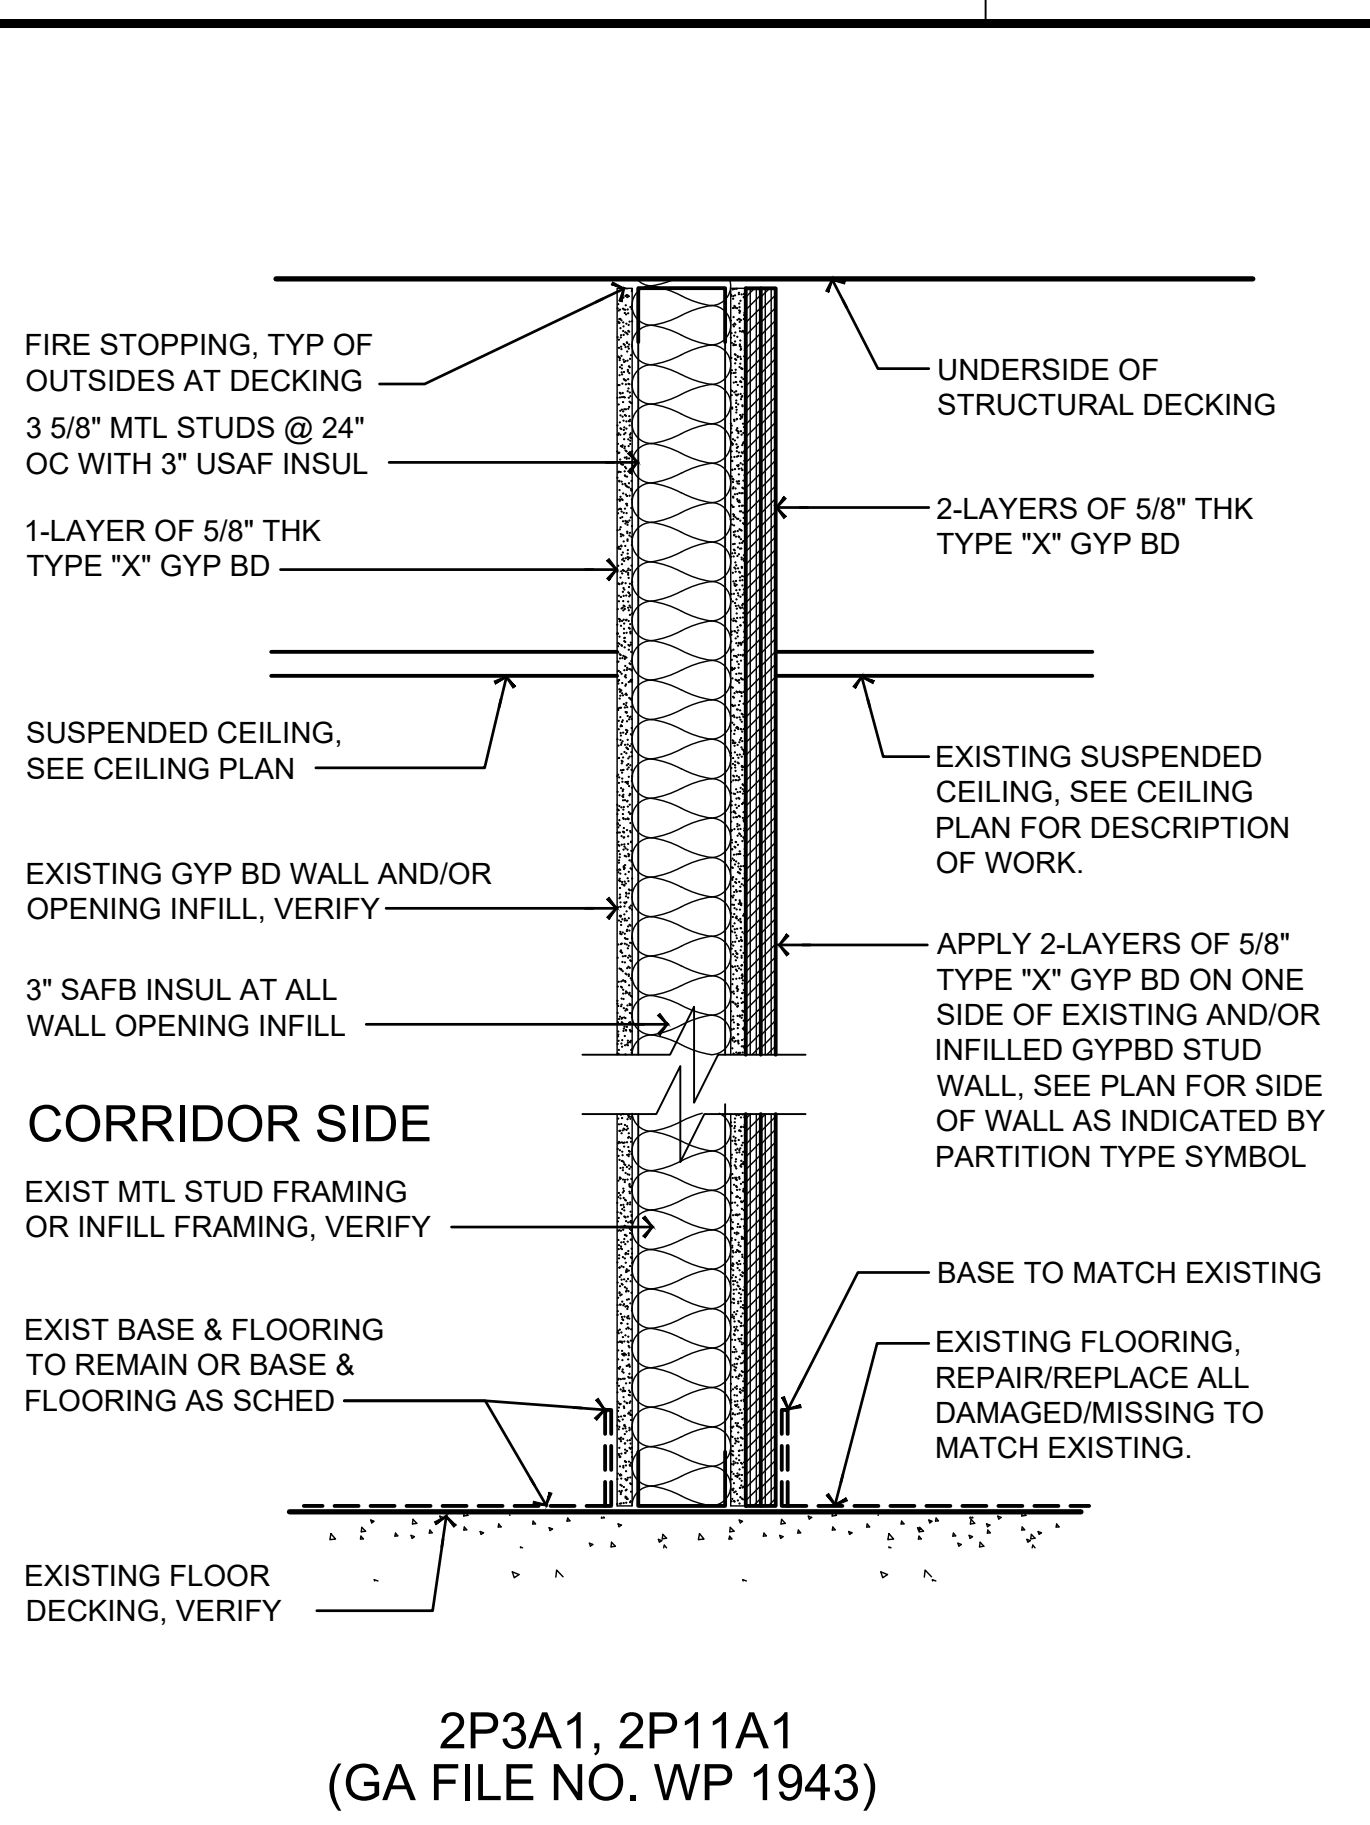 FIRE STOPPING, TYP OF
OUTSIDES AT DECKING
3 5/8" MTL STUDS @ 24"
OC WITH 3" USAF INSUL
1-LAYER OF 5/8" THK
TYPE "X" GYP BD
SUSPENDED CEILING,
SEE CEILING PLAN
EXISTING GYP BD WALL AND/OR
OPENING INFILL, VERIFY
3" SAFB INSUL AT ALL
WALL OPENING INFILL
CORRIDOR SIDE
EXIST MTL STUD FRAMING
OR INFILL FRAMING, VERIFY
EXIST BASE & FLOORING
TO REMAIN OR BASE &
FLOORING AS SCHED
EXISTING FLOOR
DECKING, VERIFY
UNDERSIDE OF
STRUCTURAL DECKING
2-LAYERS OF 5/8" THK
TYPE "X" GYP BD
EXISTING SUSPENDED
CEILING, SEE CEILING
PLAN FOR DESCRIPTION
OF WORK.
APPLY 2-LAYERS OF 5/8"
TYPE "X" GYP BD ON ONE
SIDE OF EXISTING AND/OR
INFILLED GYPBD STUD
WALL, SEE PLAN FOR SIDE
OF WALL AS INDICATED BY
PARTITION TYPE SYMBOL
BASE TO MATCH EXISTING
EXISTING FLOORING,
REPAIR/REPLACE ALL
DAMAGED/MISSING TO
MATCH EXISTING.
2P3A1, 2P11A1
(GA FILE NO. WP 1943)